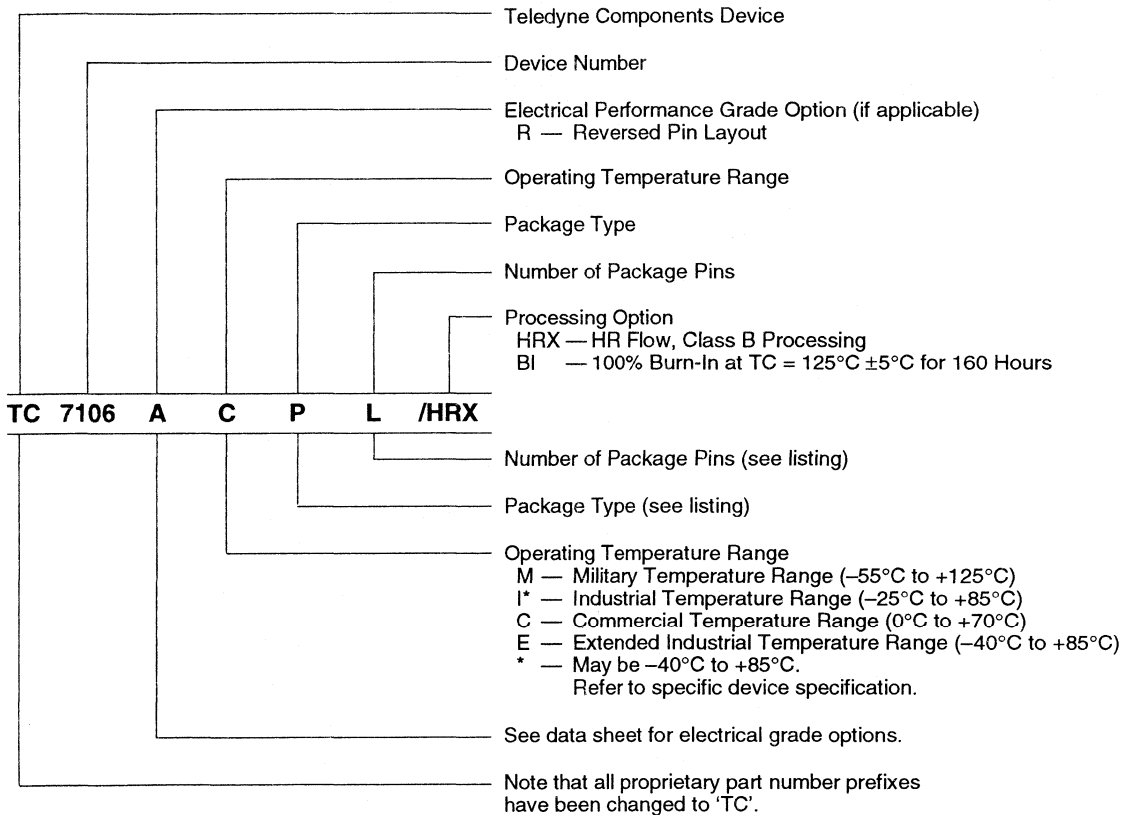 Teledyne Components Device
Device Number
Electrical Performance Grade Option (if applicable)
R — Reversed Pin Layout
Operating Temperature Range
Package Type
Number of Package Pins
Processing Option
HRX — HR Flow, Class B Processing
BI — 100% Burn-In at TC = 125°C ±5°C for 160 Hours
TC 7106 A C P L /HRX
Number of Package Pins (see listing)
Package Type (see listing)
Operating Temperature Range
M — Military Temperature Range (–55°C to +125°C)
I* — Industrial Temperature Range (–25°C to +85°C)
C — Commercial Temperature Range (0°C to +70°C)
E — Extended Industrial Temperature Range (–40°C to +85°C)
* — May be –40°C to +85°C.
Refer to specific device specification.
See data sheet for electrical grade options.
Note that all proprietary part number prefixes
have been changed to ‘TC’.